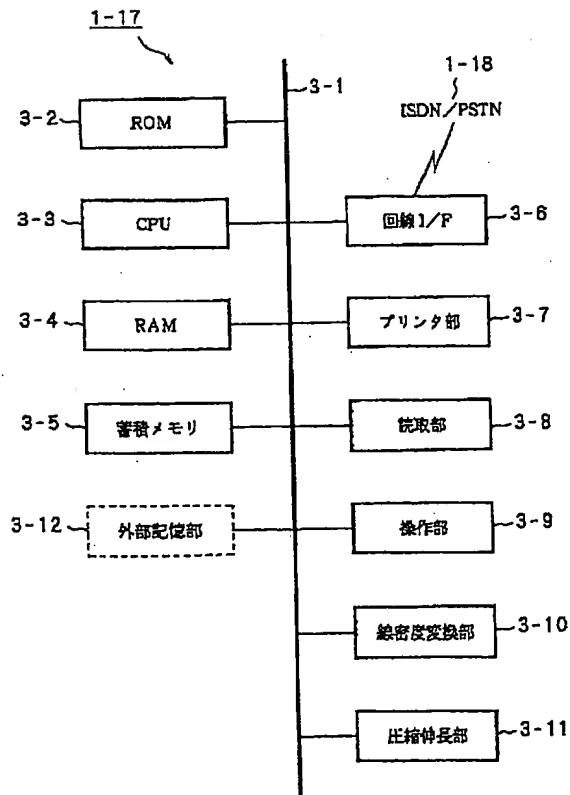 1-17
3-1
1-18
ISDN/PSTN
3-2
ROM
3-3
CPU
回線I/F
3-6
3-4
RAM
プリンタ部
3-7
3-5
蓄積メモリ
読取部
3-8
3-12
外部記憶部
操作部
3-9
線密度変換部
3-10
圧縮伸長部
3-11